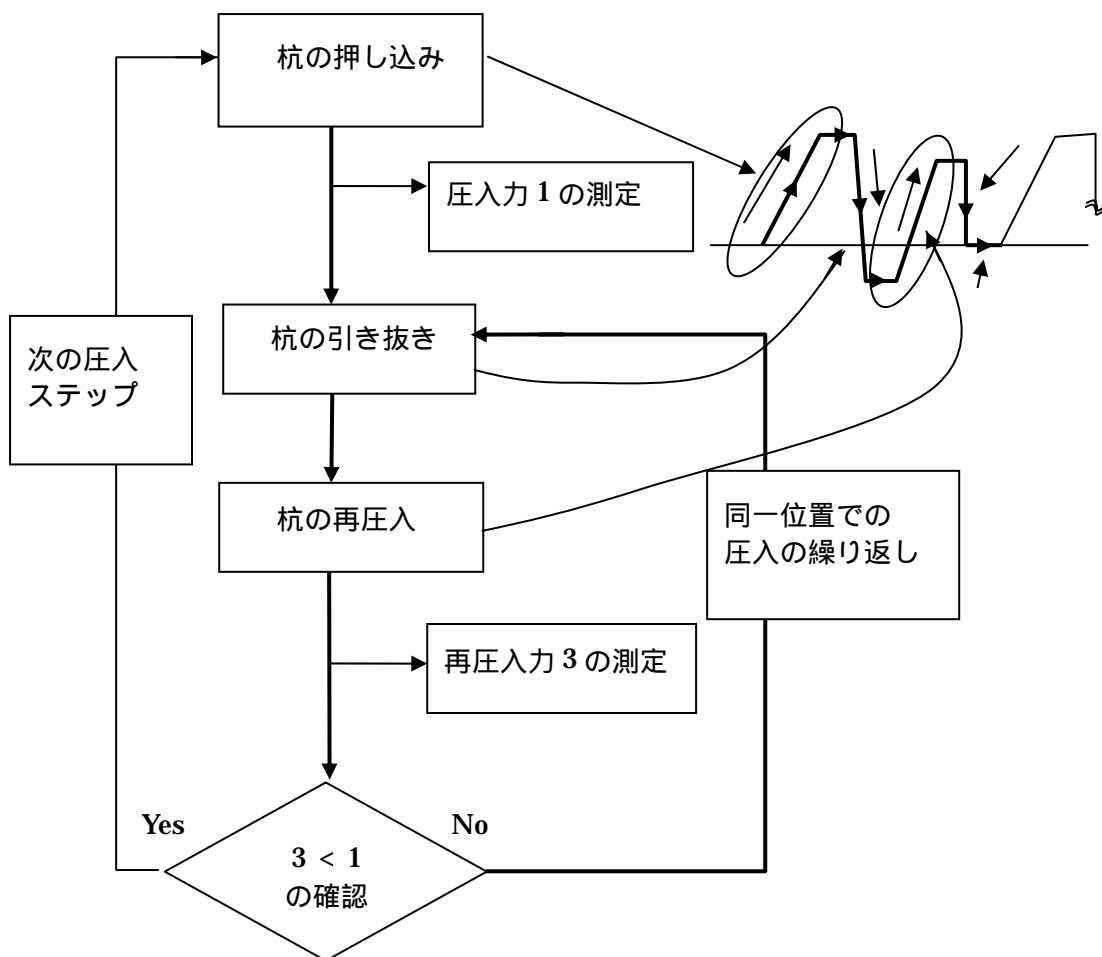 杭の押し込み
圧入力 1 の測定
杭の引き抜き
次の圧入
ステップ
杭の再圧入
同一位置での
圧入の繰り返し
再圧入力 3 の測定
Yes
No
3 < 1
の確認